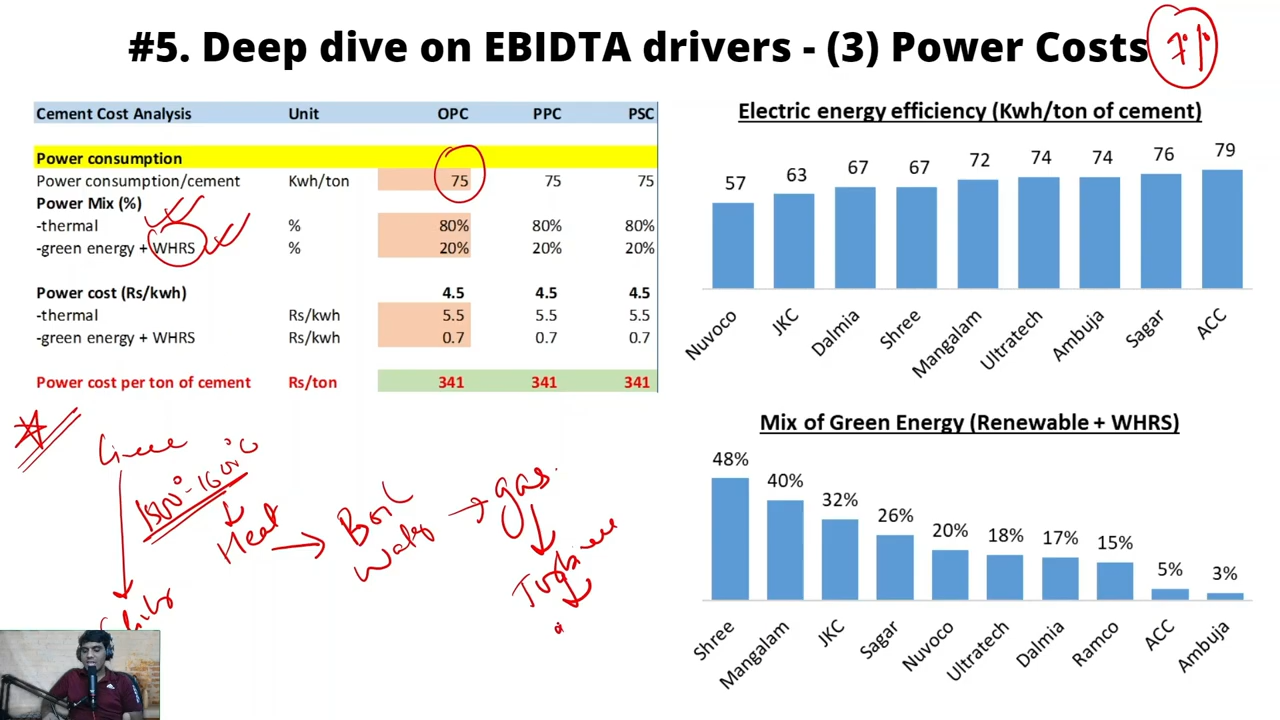 #5. Deep dive on EBIDTA drivers - (3) Power Costs 7%
Cement Cost Analysis Unit OPC PPC PSC
Power consumption
Power consumption/cement Kwh/ton 75 75 75
Power Mix (%)
-thermal % 80% 80% 80%
-green energy + WHRS % 20% 20% 20%
Power cost (Rs/kwh) 4.5 4.5 4.5
-thermal Rs/kwh 5.5 5.5 5.5
-green energy + WHRS Rs/kwh 0.7 0.7 0.7
Power cost per ton of cement Rs/ton 341 341 341
Heat
Boil
Water
gas
Turbine
Electric energy efficiency (Kwh/ton of cement)
57 63 67 67 72 74 74 76 79
Nuvoco JKC Dalmia Shree Mangalam Ultratech Ambuja Sagar ACC
Mix of Green Energy (Renewable + WHRS)
48% 40% 32% 26% 20% 18% 17% 15% 5% 3%
Shree Mangalam JKC Sagar Nuvoco Ultratech Dalmia Ramco ACC Ambuja